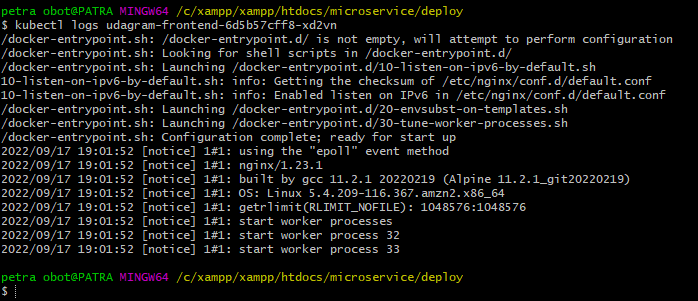 petra obot@PATRA MINGW64 /c/xampp/xampp/htdocs/microservice/deploy
$ kubectl logs udagram-frontend-6d5b57cff8-xd2vn
/docker-entrypoint.sh: /docker-entrypoint.d/ is not empty, will attempt to perform configuration
/docker-entrypoint.sh: Looking for shell scripts in /docker-entrypoint.d/
/docker-entrypoint.sh: Launching /docker-entrypoint.d/10-listen-on-ipv6-by-default.sh
10-listen-on-ipv6-by-default.sh: info: Getting the checksum of /etc/nginx/conf.d/default.conf
10-listen-on-ipv6-by-default.sh: info: Enabled listen on IPv6 in /etc/nginx/conf.d/default.conf
/docker-entrypoint.sh: Launching /docker-entrypoint.d/20-envsubst-on-templates.sh
/docker-entrypoint.sh: Launching /docker-entrypoint.d/30-tune-worker-processes.sh
/docker-entrypoint.sh: Configuration complete; ready for start up
2022/09/17 19:01:52 [notice] 1#1: using the "epoll" event method
2022/09/17 19:01:52 [notice] 1#1: nginx/1.23.1
2022/09/17 19:01:52 [notice] 1#1: built by gcc 11.2.1 20220219 (Alpine 11.2.1_git20220219)
2022/09/17 19:01:52 [notice] 1#1: OS: Linux 5.4.209-116.367.amzn2.x86_64
2022/09/17 19:01:52 [notice] 1#1: getrlimit(RLIMIT_NOFILE): 1048576:1048576
2022/09/17 19:01:52 [notice] 1#1: start worker processes
2022/09/17 19:01:52 [notice] 1#1: start worker process 32
2022/09/17 19:01:52 [notice] 1#1: start worker process 33
petra obot@PATRA MINGW64 /c/xampp/xampp/htdocs/microservice/deploy
$